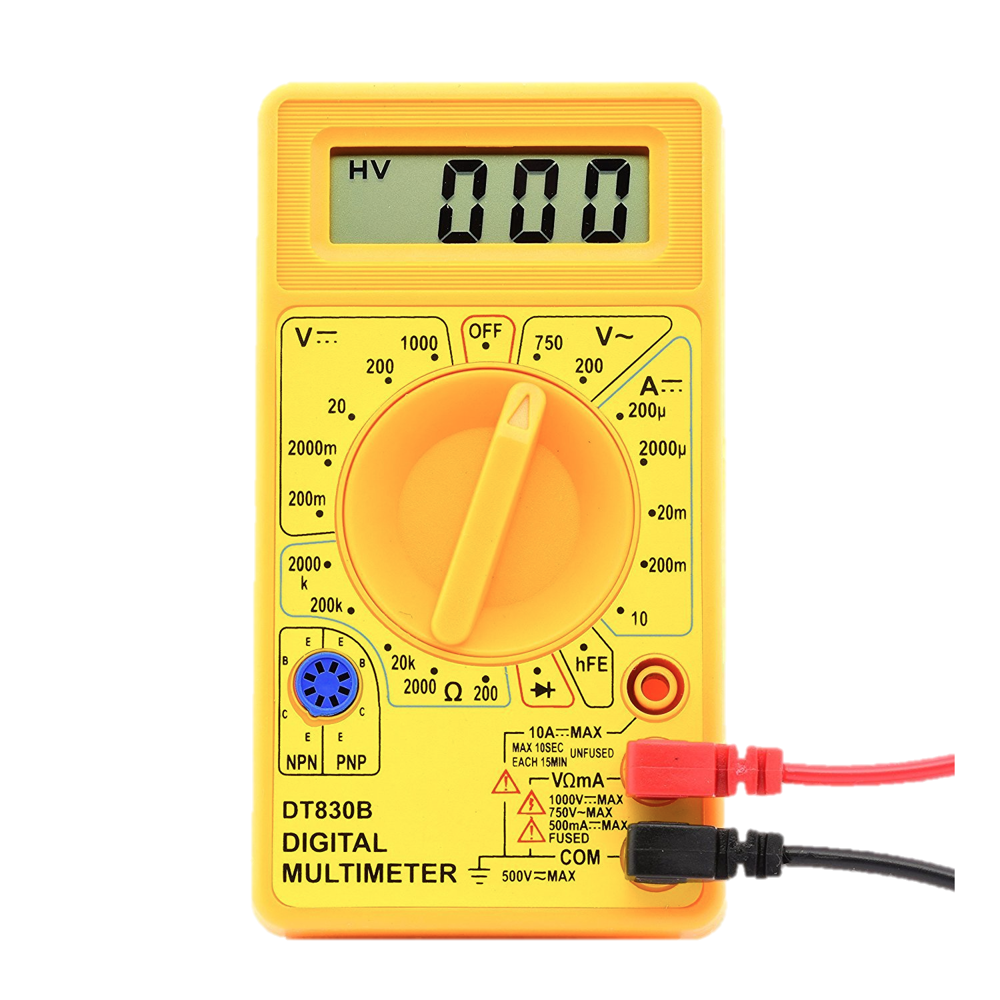 HV 000
V⎓
1000
OFF
750
V~
200
200
A⎓
20
200µ
2000m
2000µ
200m
20m
2000
k
200m
200k
10
20k
hFE
2000 Ω 200
E E
B B
C C
E E
NPN PNP
10A⎓MAX
MAX 10SEC
EACH 15MIN
UNFUSED
VΩmA
1000V⎓MAX
750V~MAX
500mA⎓MAX
FUSED
COM
500V≂MAX
DT830B
DIGITAL
MULTIMETER